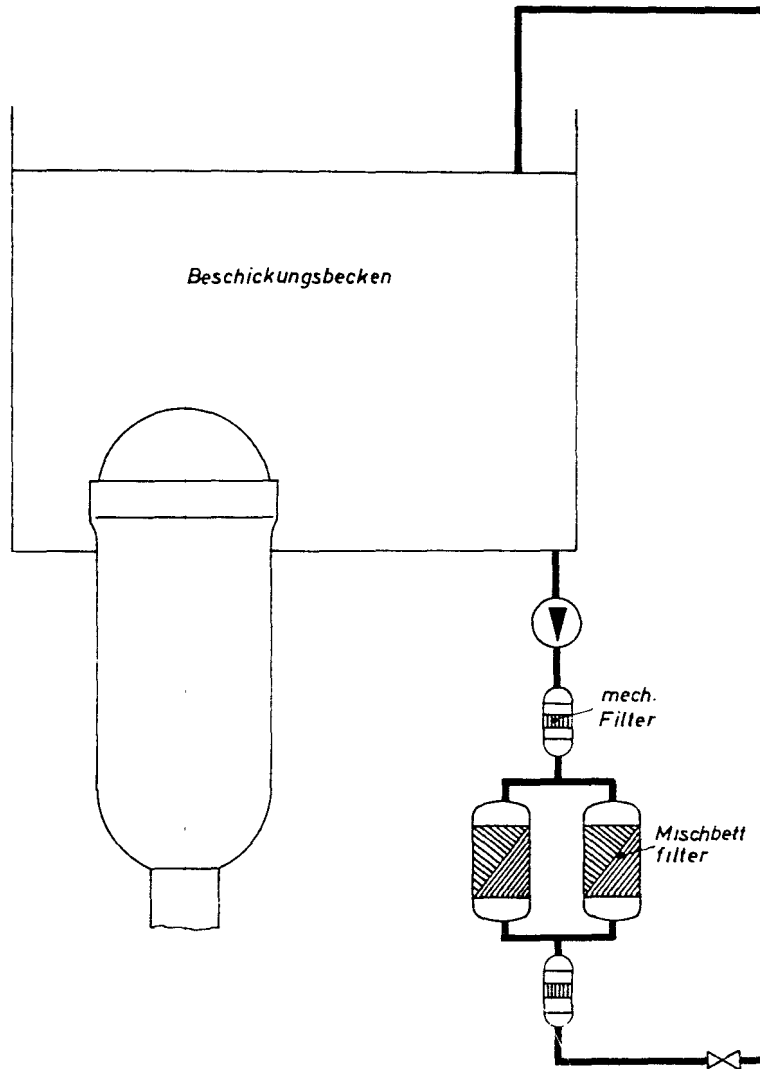 Beschickungsbecken
mech.
Filter
Mischbett
filter